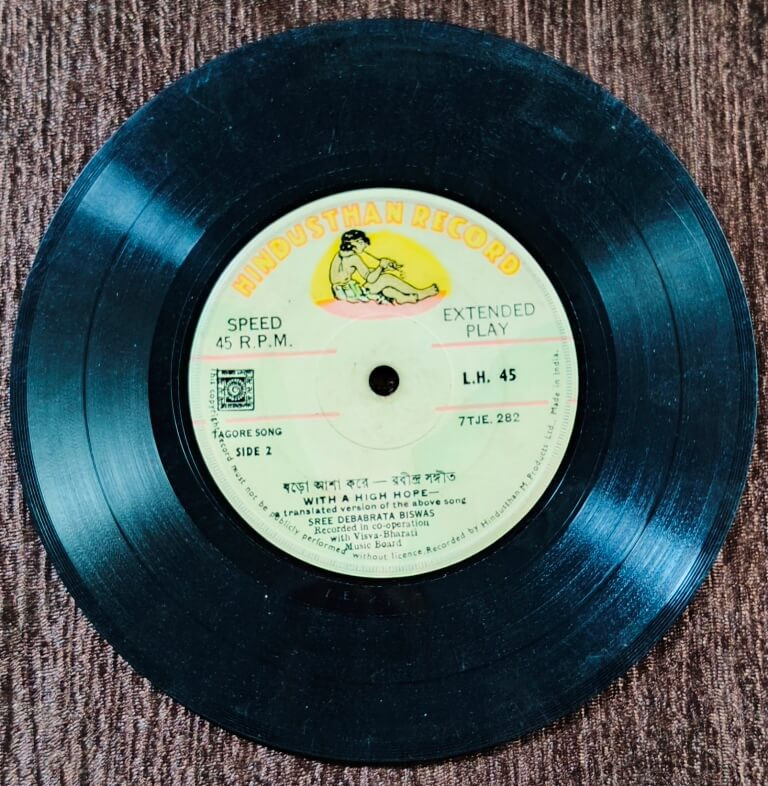 HINDUSTHAN RECORD
SPEED
45 R.P.M.
EXTENDED
PLAY
L.H. 45
7TJE. 282
TAGORE SONG
SIDE 2
বড়ো আশা করে — রবীন্দ্র সঙ্গীত
WITH A HIGH HOPE—
a translated version of the above song
SREE DEBABRATA BISWAS
Recorded in co-operation
with Visva-Bharati
Music Board
This copyright record must not be publicly performed without licence. Recorded by Hindusthan M. Products Ltd. Made in India.